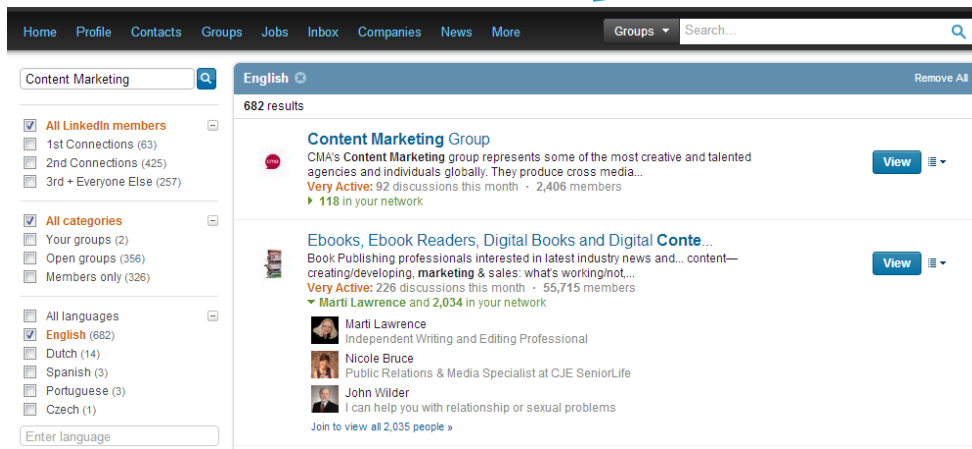 Home Profile Contacts Groups Jobs Inbox Companies News More Groups Search...
Content Marketing
All LinkedIn members
1st Connections (63)
2nd Connections (425)
3rd + Everyone Else (257)
All categories
Your groups (2)
Open groups (356)
Members only (326)
All languages
English (682)
Dutch (14)
Spanish (3)
Portuguese (3)
Czech (1)
Enter language
English Remove All
682 results
cma
Content Marketing Group
CMA's Content Marketing group represents some of the most creative and talented
agencies and individuals globally. They produce cross media...
Very Active: 92 discussions this month · 2,406 members
118 in your network
View
Ebooks, Ebook Readers, Digital Books and Digital Conte...
Book Publishing professionals interested in latest industry news and... content—
creating/developing, marketing & sales: what's working/not,...
Very Active: 226 discussions this month · 55,715 members
Marti Lawrence and 2,034 in your network
View
Marti Lawrence
Independent Writing and Editing Professional
Nicole Bruce
Public Relations & Media Specialist at CJE SeniorLife
John Wilder
I can help you with relationship or sexual problems
Join to view all 2,035 people »